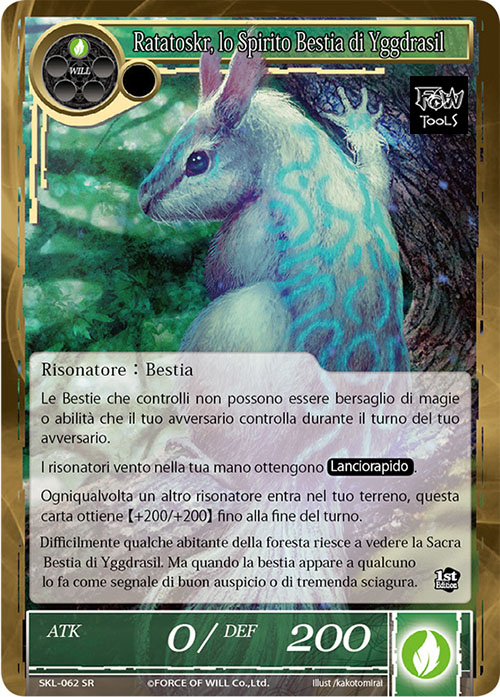 Ratatoskr, lo Spirito Bestia di Yggdrasil
WILL
FoW
TOOLS
Risonatore : Bestia
Le Bestie che controlli non possono essere bersaglio di magie
o abilità che il tuo avversario controlla durante il turno del tuo
avversario.
I risonatori vento nella tua mano ottengono Lanciorapido.
Ogniqualvolta un altro risonatore entra nel tuo terreno, questa
carta ottiene【+200/+200】fino alla fine del turno.
Difficilmente qualche abitante della foresta riesce a vedere la Sacra
Bestia di Yggdrasil. Ma quando la bestia appare a qualcuno
lo fa come segnale di buon auspicio o di tremenda sciagura.
1st
Edition
ATK 0/ DEF 200
SKL-062 SR ©FORCE OF WILL Co.,Ltd. Illust /kakotomirai